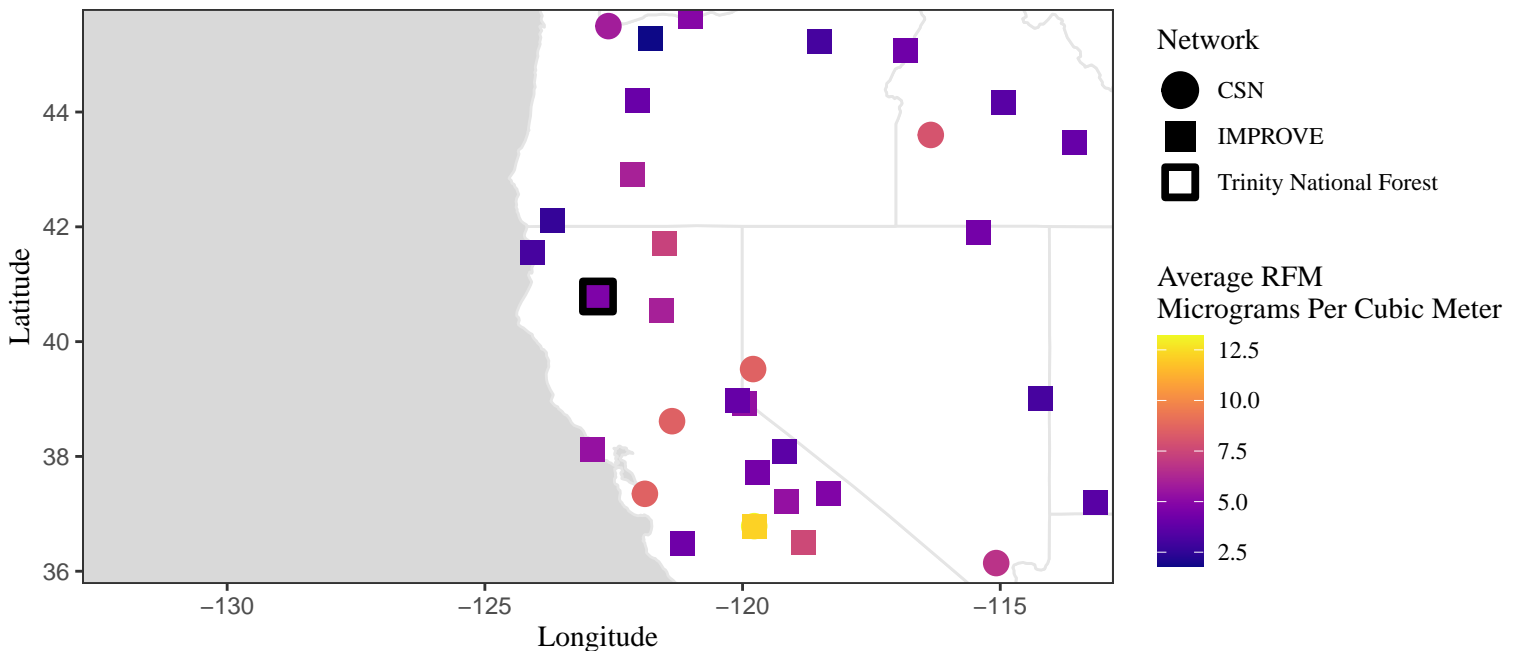 Network
CSN
IMPROVE
Trinity National Forest
Average RFM
Micrograms Per Cubic Meter
12.5
10.0
7.5
5.0
2.5
Latitude
44
42
40
38
36
−130
−125
−120
−115
Longitude